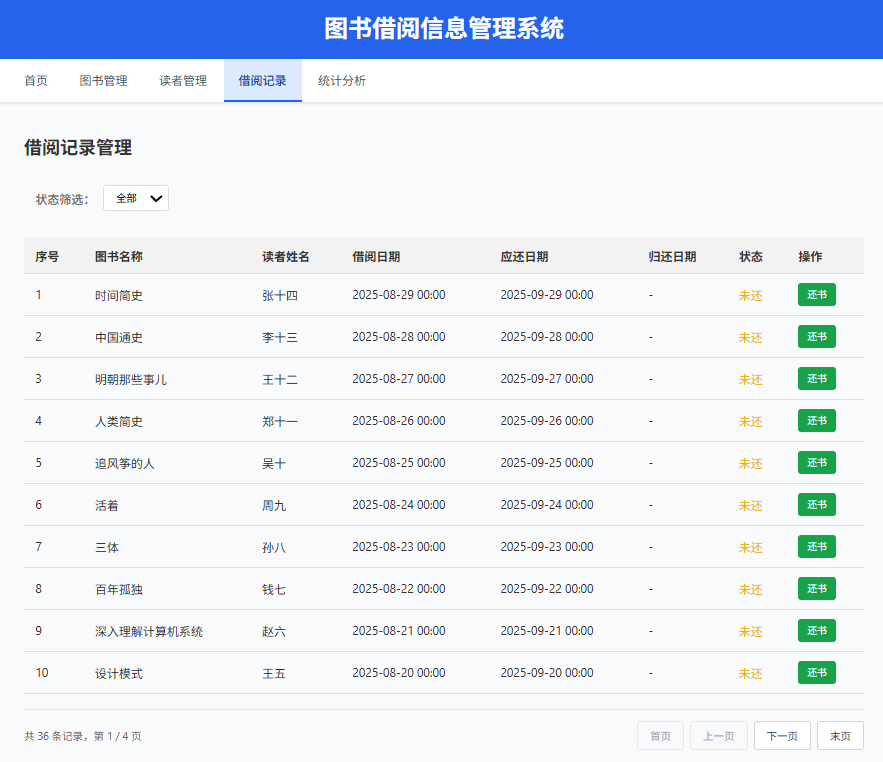 图书借阅信息管理系统
首页 图书管理 读者管理 借阅记录 统计分析
借阅记录管理
状态筛选： 全部
序号 图书名称 读者姓名 借阅日期 应还日期 归还日期 状态 操作
1 时间简史 张十四 2025-08-29 00:00 2025-09-29 00:00 - 未还 还书
2 中国通史 李十三 2025-08-28 00:00 2025-09-28 00:00 - 未还 还书
3 明朝那些事儿 王十二 2025-08-27 00:00 2025-09-27 00:00 - 未还 还书
4 人类简史 郑十一 2025-08-26 00:00 2025-09-26 00:00 - 未还 还书
5 追风筝的人 吴十 2025-08-25 00:00 2025-09-25 00:00 - 未还 还书
6 活着 周九 2025-08-24 00:00 2025-09-24 00:00 - 未还 还书
7 三体 孙八 2025-08-23 00:00 2025-09-23 00:00 - 未还 还书
8 百年孤独 钱七 2025-08-22 00:00 2025-09-22 00:00 - 未还 还书
9 深入理解计算机系统 赵六 2025-08-21 00:00 2025-09-21 00:00 - 未还 还书
10 设计模式 王五 2025-08-20 00:00 2025-09-20 00:00 - 未还 还书
共 36 条记录，第 1 / 4 页 首页 上一页 下一页 末页